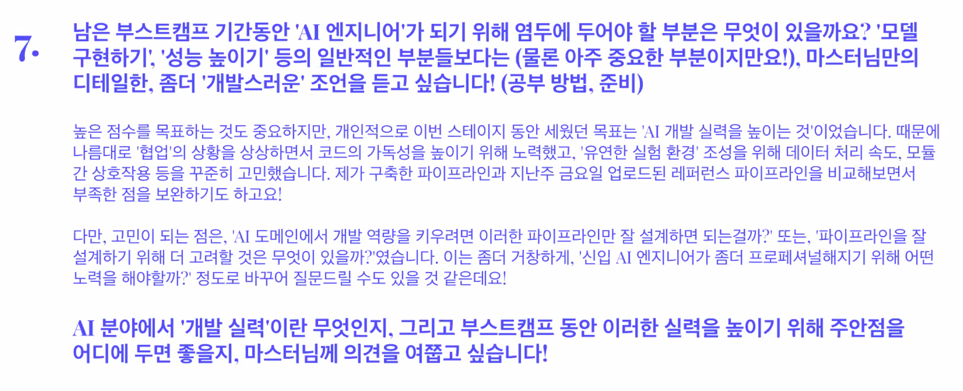 7.
남은 부스트캠프 기간동안 'AI 엔지니어'가 되기 위해 염두에 두어야 할 부분은 무엇이 있을까요? '모델
구현하기', '성능 높이기' 등의 일반적인 부분들보다는 (물론 아주 중요한 부분이지만요!), 마스터님만의
디테일한, 좀더 '개발스러운' 조언을 듣고 싶습니다! (공부 방법, 준비)
높은 점수를 목표하는 것도 중요하지만, 개인적으로 이번 스테이지 동안 세웠던 목표는 'AI 개발 실력을 높이는 것'이었습니다. 때문에
나름대로 '협업'의 상황을 상상하면서 코드의 가독성을 높이기 위해 노력했고, '유연한 실험 환경' 조성을 위해 데이터 처리 속도, 모듈
간 상호작용 등을 꾸준히 고민했습니다. 제가 구축한 파이프라인과 지난주 금요일 업로드된 레퍼런스 파이프라인을 비교해보면서
부족한 점을 보완하기도 하고요!
다만, 고민이 되는 점은, 'AI 도메인에서 개발 역량을 키우려면 이러한 파이프라인만 잘 설계하면 되는걸까?' 또는, '파이프라인을 잘
설계하기 위해 더 고려할 것은 무엇이 있을까?'였습니다. 이는 좀더 거창하게, '신입 AI 엔지니어가 좀더 프로페셔널해지기 위해 어떤
노력을 해야할까?' 정도로 바꾸어 질문드릴 수도 있을 것 같은데요!
AI 분야에서 '개발 실력'이란 무엇인지, 그리고 부스트캠프 동안 이러한 실력을 높이기 위해 주안점을
어디에 두면 좋을지, 마스터님께 의견을 여쭙고 싶습니다!